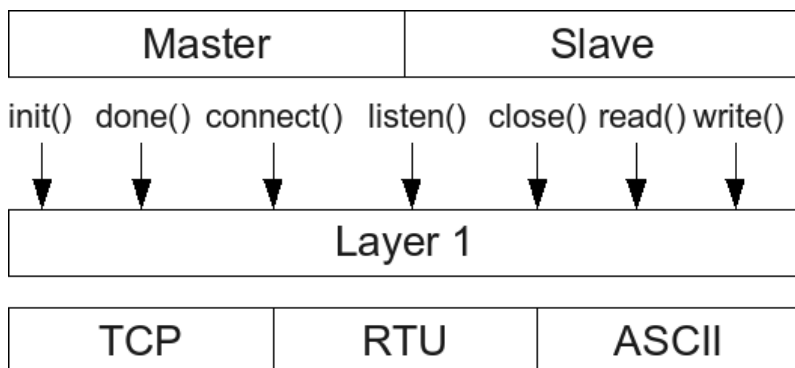 Master Slave
init() done() connect() listen() close() read() write()
Layer 1
TCP RTU ASCII